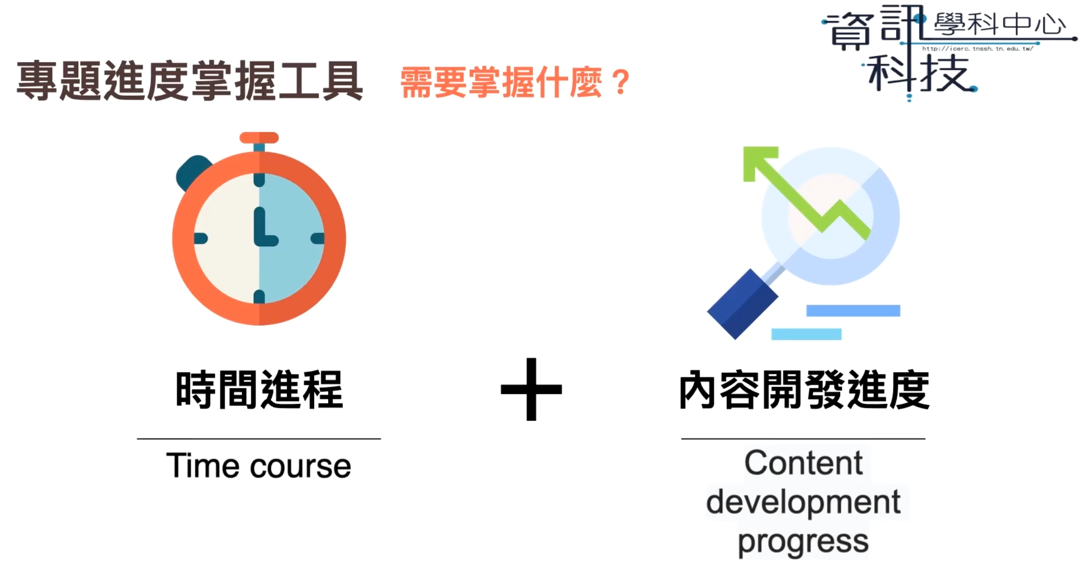 資訊學科中心
http://icerc.tnssh.tn.edu.tw/
科技
專題進度掌握工具 需要掌握什麼？
時間進程
+
內容開發進度
Time course
Content
development
progress